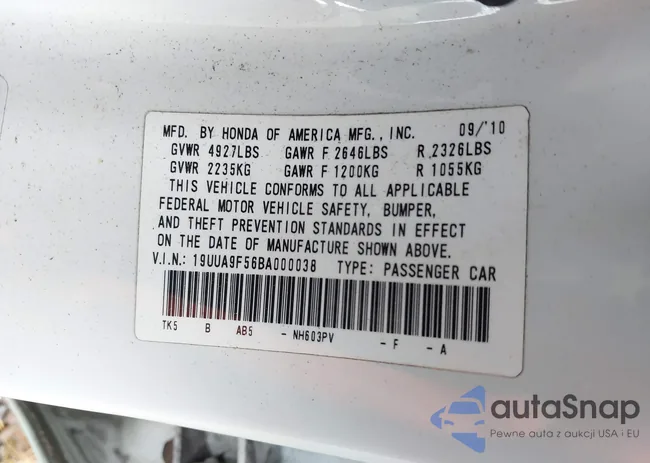 MFD. BY HONDA OF AMERICA MFG., INC. 09/'10
GVWR 4927LBS GAWR F 2646LBS R 2326LBS
GVWR 2235KG GAWR F 1200KG R 1055KG
THIS VEHICLE CONFORMS TO ALL APPLICABLE
FEDERAL MOTOR VEHICLE SAFETY, BUMPER,
AND THEFT PREVENTION STANDARDS IN EFFECT
ON THE DATE OF MANUFACTURE SHOWN ABOVE.
V.I.N.: 19UUA9F56BA000038 TYPE: PASSENGER CAR
TK5 B AB5 - NH603PV - F - A
autoSnap
Pewne auta z aukcji USA i EU